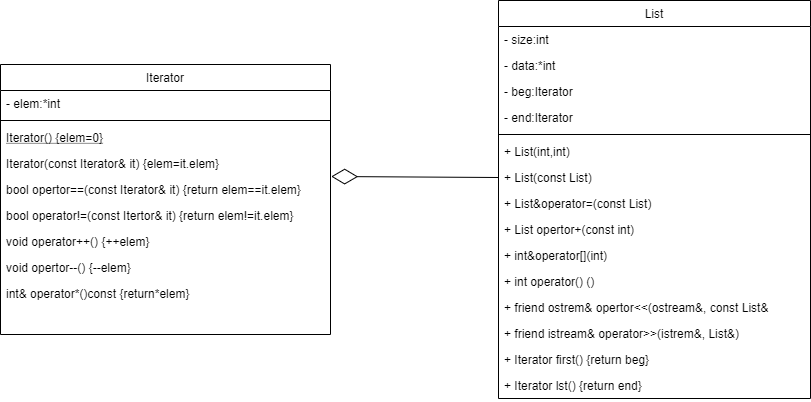 Iterator
- elem:*int
Iterator() {elem=0}
Iterator(const Iterator& it) {elem=it.elem}
bool opertor==(const Iterator& it) {return elem==it.elem}
bool operator!=(const Itertor& it) {return elem!=it.elem}
void operator++() {++elem}
void opertor--() {--elem}
int& operator*()const {return*elem}
List
- size:int
- data:*int
- beg:Iterator
- end:Iterator
+ List(int,int)
+ List(const List)
+ List&operator=(const List)
+ List opertor+(const int)
+ int&operator[](int)
+ int operator() ()
+ friend ostrem& opertor<<(ostream&, const List&
+ friend istream& operator>>(istrem&, List&)
+ Iterator first() {return beg}
+ Iterator lst() {return end}